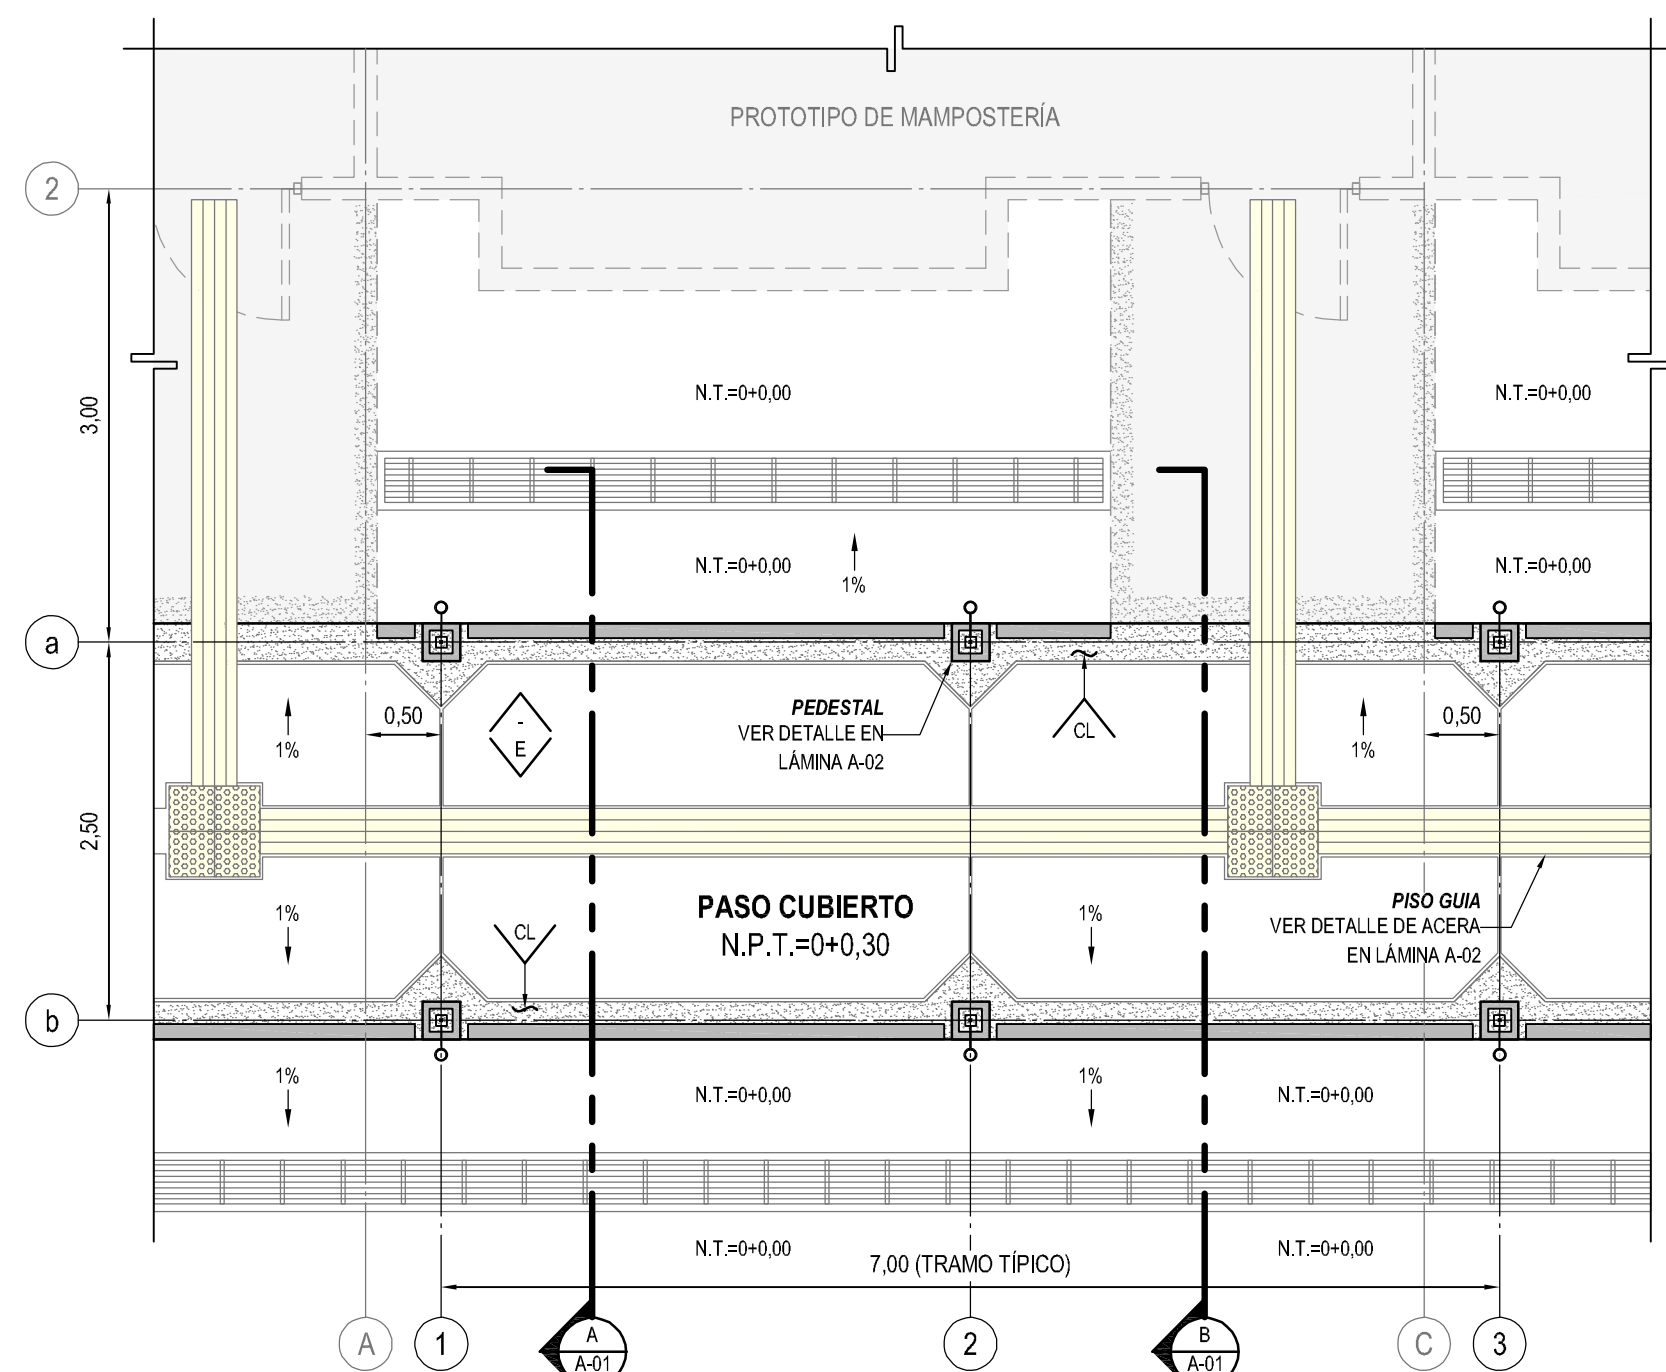 PROTOTIPO DE MAMPOSTERÍA
2
3,00
N.T.=0+0,00
N.T.=0+0,00
N.T.=0+0,00
N.T.=0+0,00
1%
a
0,50
1%
-
E
PEDESTAL
VER DETALLE EN
LÁMINA A-02
CL
1%
0,50
2,50
PASO CUBIERTO
N.P.T.=0+0,30
1%
CL
1%
PISO GUIA
VER DETALLE DE ACERA
EN LÁMINA A-02
b
1%
N.T.=0+0,00
1%
N.T.=0+0,00
N.T.=0+0,00
N.T.=0+0,00
7,00 (TRAMO TÍPICO)
A
1
A
A-01
2
B
A-01
C
3